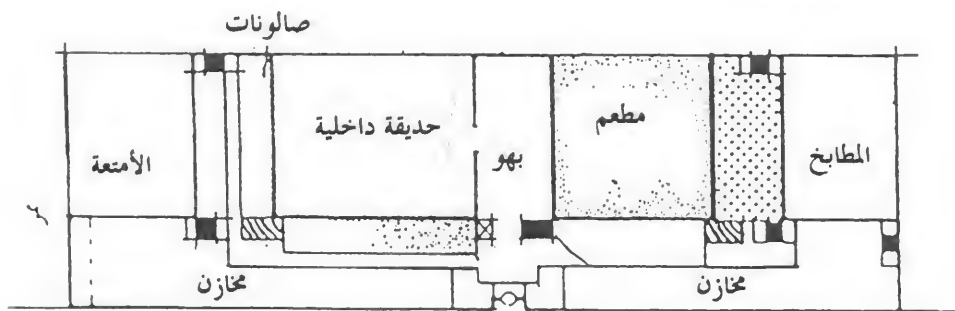 صالونات
المطابخ
مطعم
بهو
حديقة داخلية
الأمتعة
مخازن
مخازن